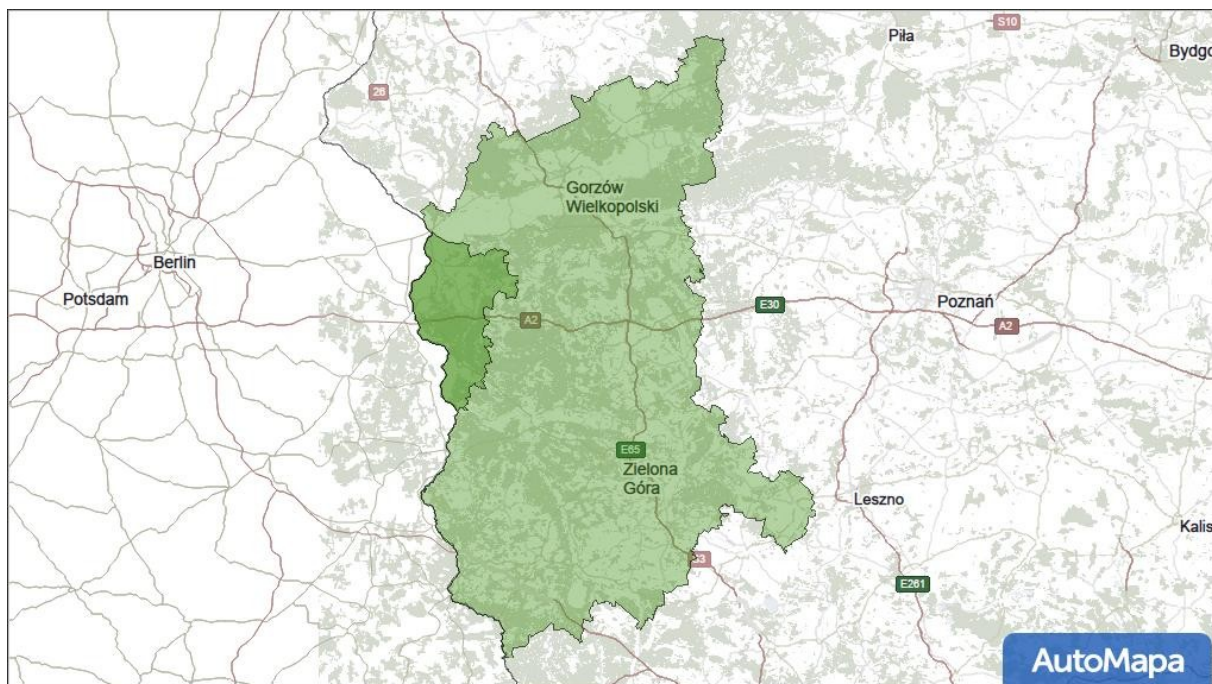 S10
Piła
Bydgo
28
Gorzów
Wielkopolski
Berlin
Potsdam
E30
Poznań
A2
A2
E65
Zielona
Góra
Leszno
Kalis
E261
AutoMapa